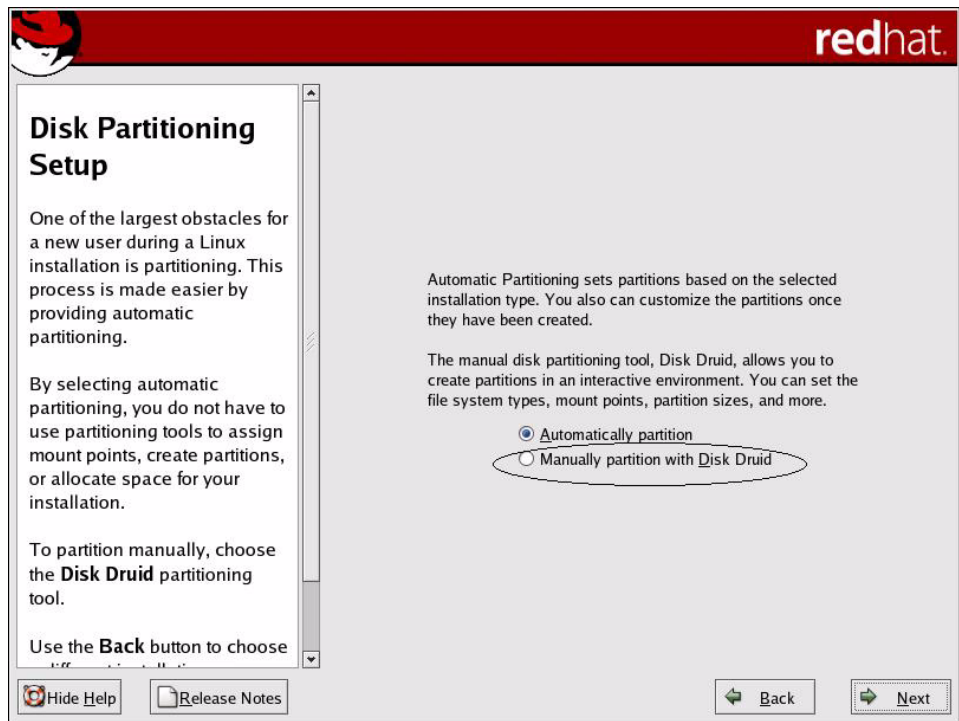 redhat.
Disk Partitioning
Setup
One of the largest obstacles for
a new user during a Linux
installation is partitioning. This
process is made easier by
providing automatic
partitioning.
By selecting automatic
partitioning, you do not have to
use partitioning tools to assign
mount points, create partitions,
or allocate space for your
installation.
To partition manually, choose
the Disk Druid partitioning
tool.
Use the Back button to choose
Automatic Partitioning sets partitions based on the selected
installation type. You also can customize the partitions once
they have been created.
The manual disk partitioning tool, Disk Druid, allows you to
create partitions in an interactive environment. You can set the
file system types, mount points, partition sizes, and more.
Automatically partition
Manually partition with Disk Druid
Hide Help
Release Notes
Back
Next